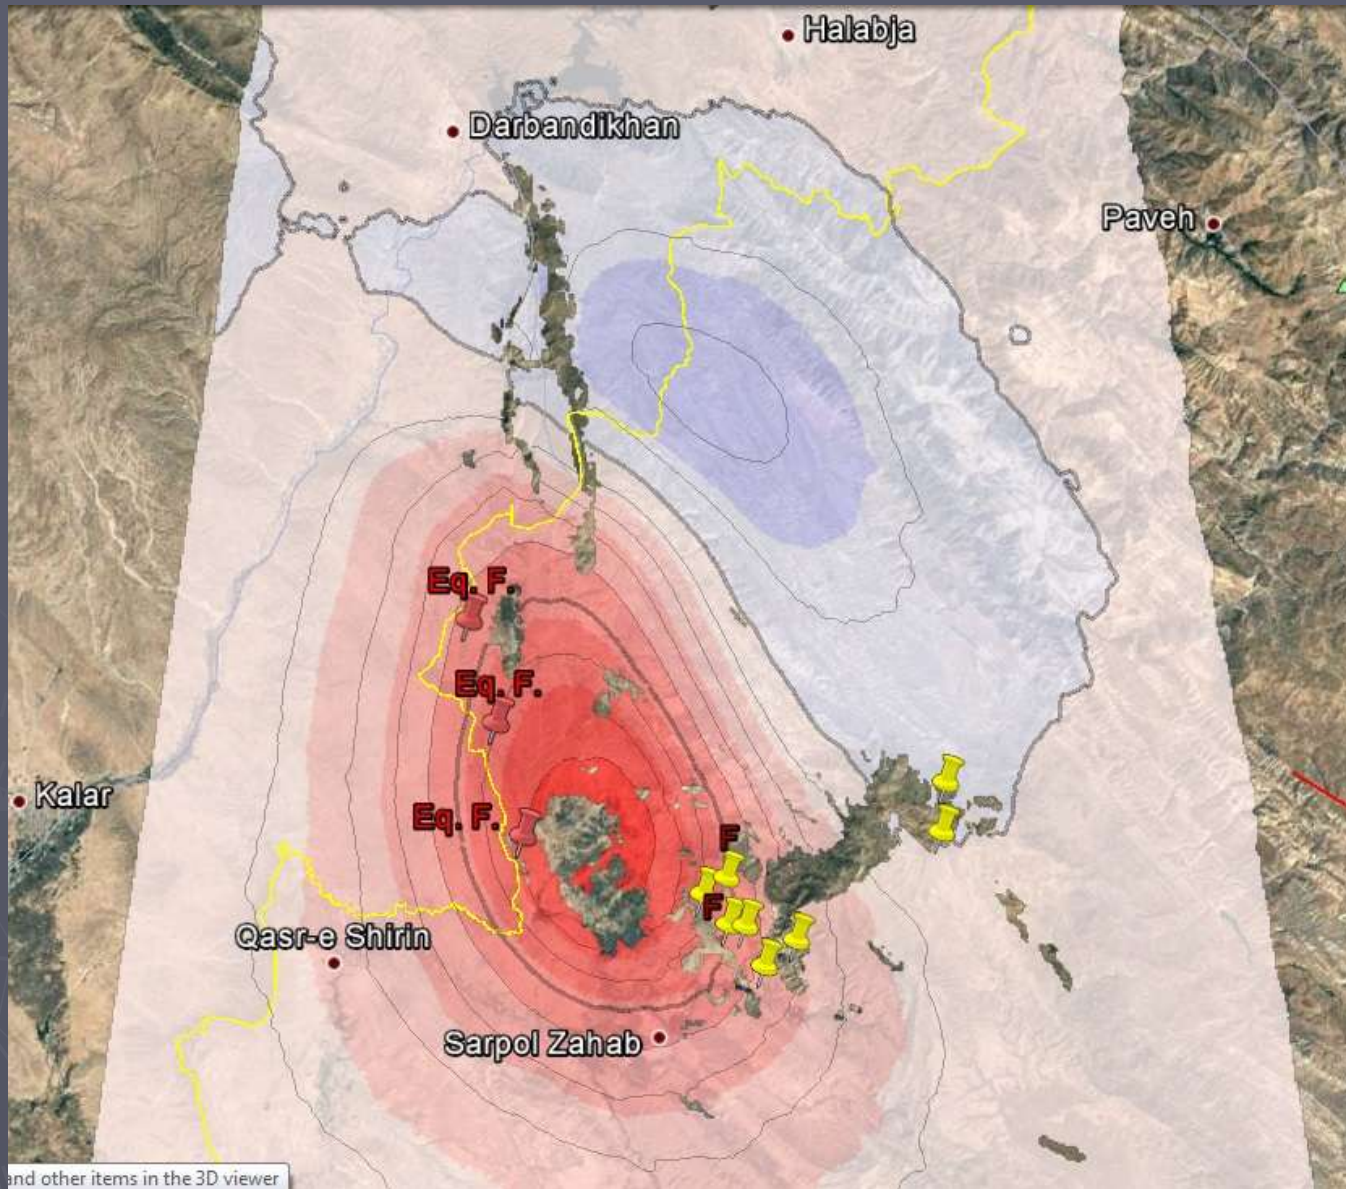 Halabja
Darbandikhan
Paveh
Eq. F.
Eq. F.
Kalar
Eq. F.
F
F
Qasr-e Shirin
Sarpol Zahab
and other items in the 3D viewer